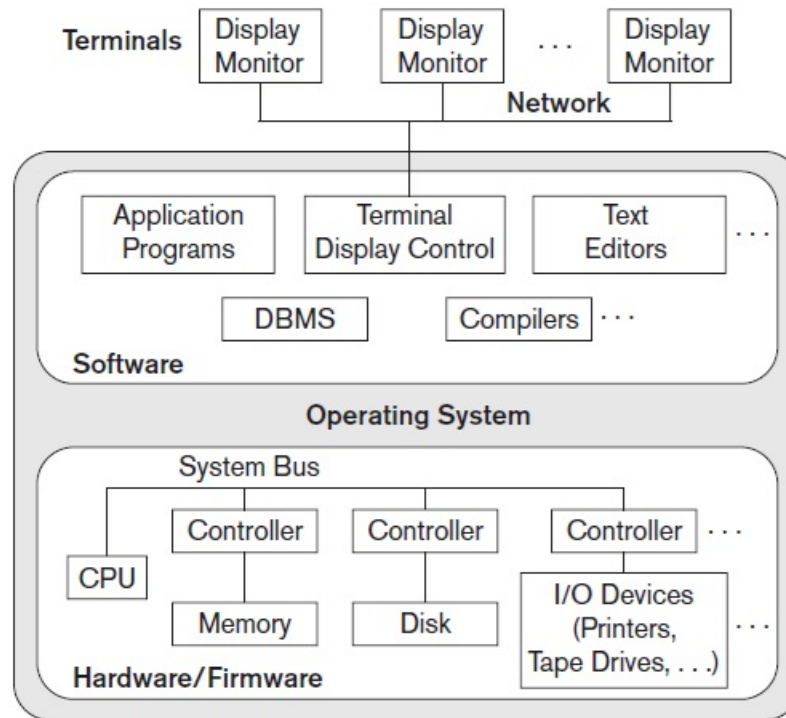 Terminals
Display
Monitor
Display
Monitor
. . .
Display
Monitor
Network
Application
Programs
Terminal
Display Control
Text
Editors
. . .
DBMS
Compilers
. . .
Software
Operating System
System Bus
Controller
Controller
Controller
. . .
CPU
Memory
Disk
I/O Devices
(Printers,
Tape Drives, . . .)
. . .
Hardware/Firmware